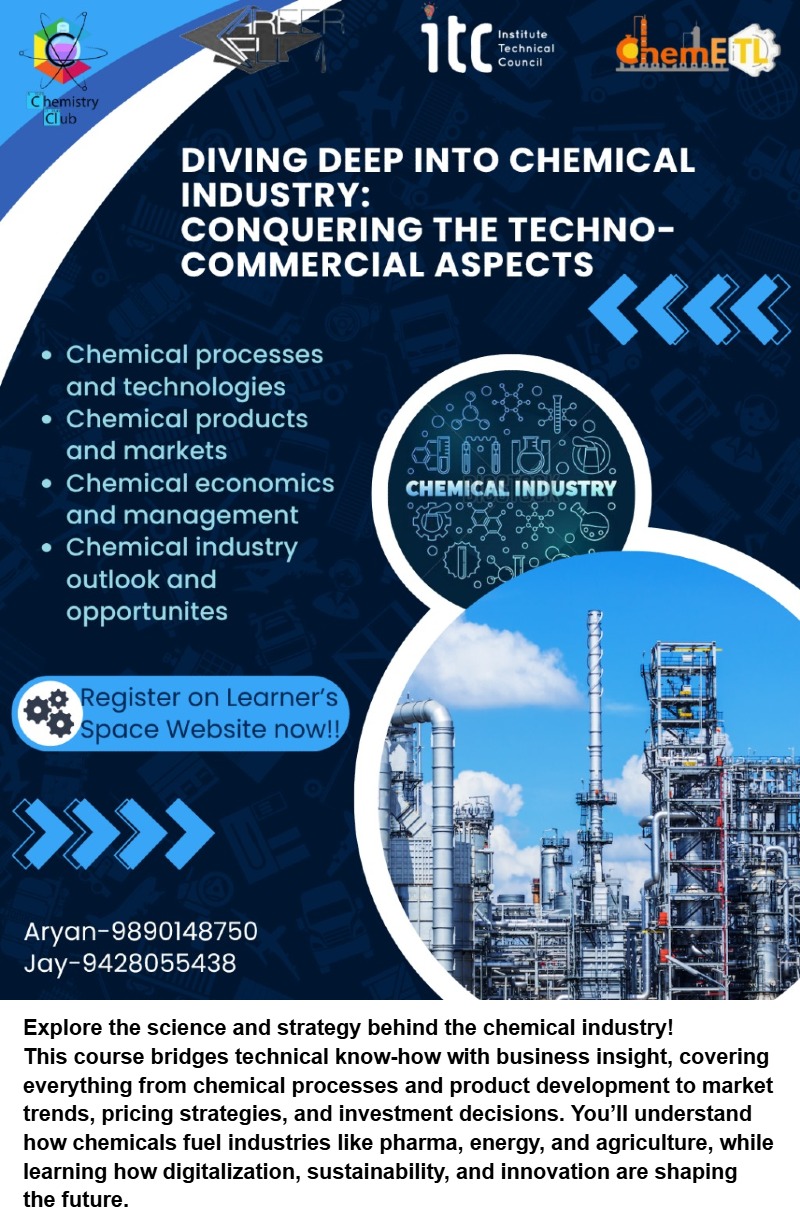 Chemistry
Club
CAREER
CELL
itc
Institute
Technical
Council
ChemETL
DIVING DEEP INTO CHEMICAL
INDUSTRY:
CONQUERING THE TECHNO-
COMMERCIAL ASPECTS
• Chemical processes
and technologies
• Chemical products
and markets
• Chemical economics
and management
• Chemical industry
outlook and
opportunites
CHEMICAL INDUSTRY
Register on Learner’s
Space Website now!!
Aryan-9890148750
Jay-9428055438
Explore the science and strategy behind the chemical industry!
This course bridges technical know-how with business insight, covering
everything from chemical processes and product development to market
trends, pricing strategies, and investment decisions. You’ll understand
how chemicals fuel industries like pharma, energy, and agriculture, while
learning how digitalization, sustainability, and innovation are shaping
the future.